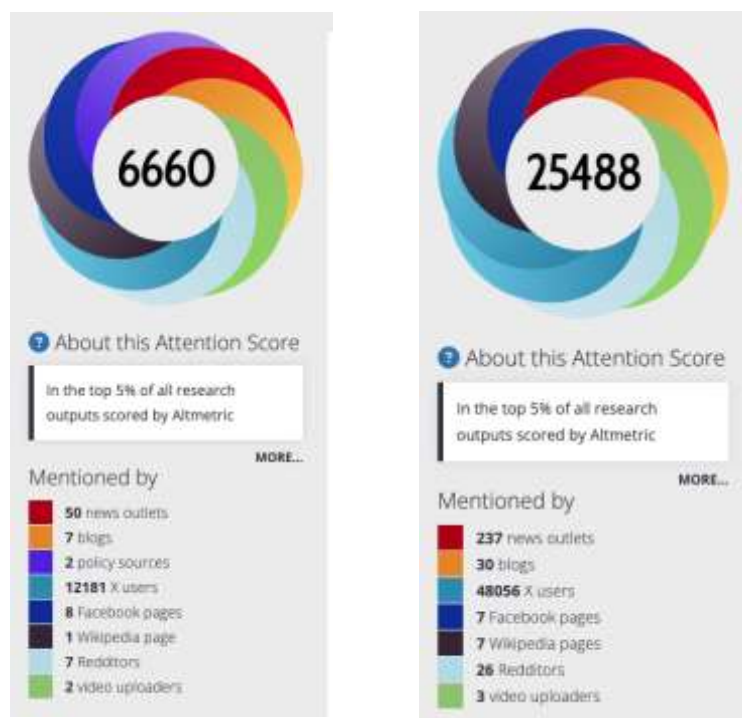 6660
? About this Attention Score
In the top 5% of all research
outputs scored by Altmetric
MORE...
Mentioned by
50 news outlets
7 blogs
2 policy sources
12181 X users
8 Facebook pages
1 Wikipedia page
7 Redditors
2 video uploaders
25488
? About this Attention Score
In the top 5% of all research
outputs scored by Altmetric
MORE...
Mentioned by
237 news outlets
30 blogs
48056 X users
7 Facebook pages
7 Wikipedia pages
26 Redditors
3 video uploaders